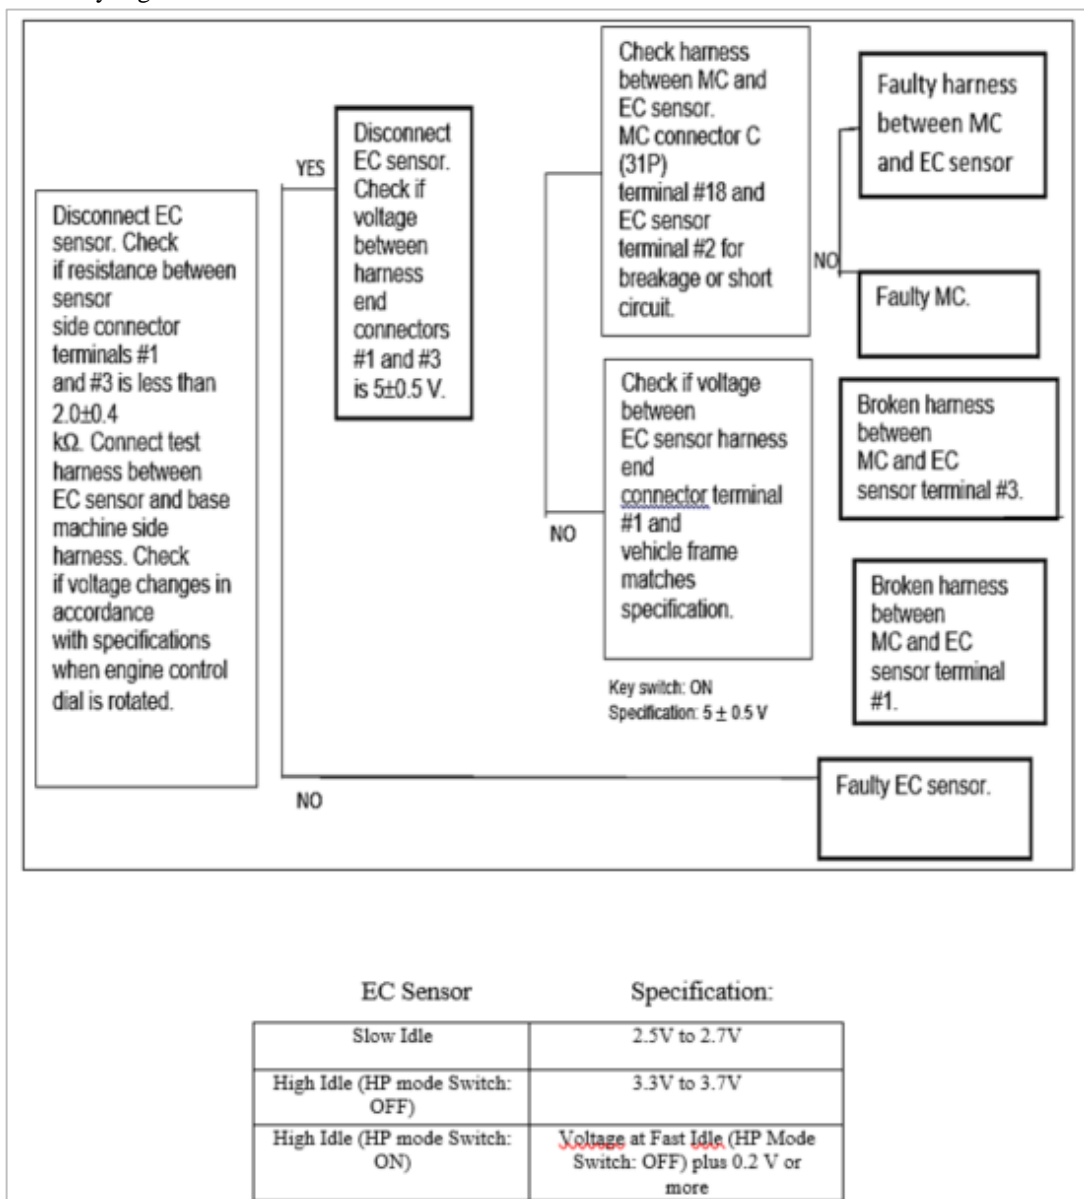 Disconnect EC
sensor. Check
if resistance between
sensor
side connector
terminals #1
and #3 is less than
2.0±0.4
kΩ. Connect test
harness between
EC sensor and base
machine side
harness. Check
if voltage changes in
accordance
with specifications
when engine control
dial is rotated.
YES
NO
Disconnect
EC sensor.
Check if
voltage
between
harness
end
connectors
#1 and #3
is 5±0.5 V.
NO
Check harness
between MC and
EC sensor.
MC connector C
(31P)
terminal #18 and
EC sensor
terminal #2 for
breakage or short
circuit.
NO
Check if voltage
between
EC sensor harness
end
connector terminal
#1 and
vehicle frame
matches
specification.
Key switch: ON
Specification: 5 ± 0.5 V
Faulty harness
between MC
and EC sensor
Faulty MC.
Broken harness
between
MC and EC
sensor terminal #3.
Broken harness
between
MC and EC
sensor terminal
#1.
Faulty EC sensor.
EC Sensor Specification:
Slow Idle 2.5V to 2.7V
High Idle (HP mode Switch: OFF) 3.3V to 3.7V
High Idle (HP mode Switch: ON) Voltage at Fast Idle (HP Mode Switch: OFF) plus 0.2 V or more